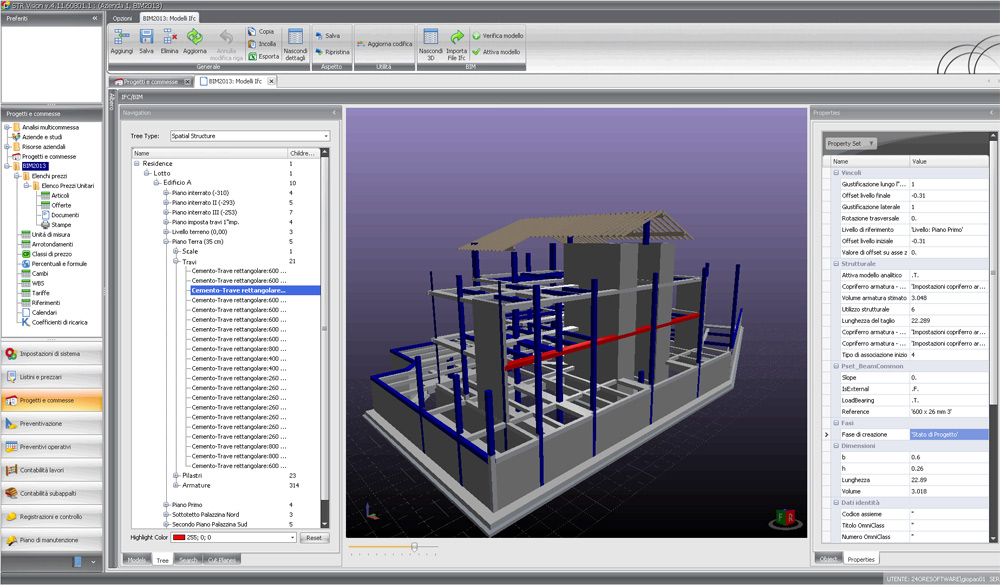 STR Vision v.4.11.60801.1 : (Azienda 1, BIM2013)
Preferiti
Opzioni
BIM2013: Modelli Ifc
Aggiungi
Salva
Elimina
Aggiorna
Annulla modifica riga
Copia
Incolla
Esporta
Nascondi dettagli
Generale
Salva
Ripristina
Aspetto
Aggiorna codifica
Utilità
Nascondi 3D
Importa File Ifc
Verifica modello
Attiva modello
BIM
Progetti e commesse
BIM2013: Modelli Ifc
Albero
IFC/BIM
Progetti e commesse
Analisi multicommessa
Aziende e studi
Risorse aziendali
Progetti e commesse
BIM2013
Elenchi prezzi
Elenco Prezzi Unitari
Articoli
Offerte
Documenti
Stampe
Unità di misura
Arrotondamenti
Classi di prezzo
Percentuali e formule
Cambi
WBS
Tariffe
Riferimenti
Calendari
Coefficienti di ricarica
Impostazioni di sistema
Listini e prezzari
Progetti e commesse
Preventivazione
Preventivi operativi
Contabilità lavori
Contabilità subappalti
Registrazioni e controllo
Piano di manutenzione
Navigation
Tree Type: Spatial Structure
Name Childre...
Residence 1
Lotto 1
Edificio A 10
Piano interrato (-310) 4
Piano interrato II (-293) 5
Piano interrato III (-253) 7
Piano imposta travi 1°imp. 4
Livello terreno (0,00) 3
Piano Terra (35 cm) 5
Scale 1
Travi 21
Cemento-Trave rettangolare:600 ...
Cemento-Trave rettangolare:600 ...
Cemento-Trave rettangolare...
Cemento-Trave rettangolare:600 ...
Cemento-Trave rettangolare:600 ...
Cemento-Trave rettangolare:600 ...
Cemento-Trave rettangolare:600 ...
Cemento-Trave rettangolare:600 ...
Cemento-Trave rettangolare:800 ...
Cemento-Trave rettangolare:400 ...
Cemento-Trave rettangolare:400 ...
Cemento-Trave rettangolare:260 ...
Cemento-Trave rettangolare:260 ...
Cemento-Trave rettangolare:260 ...
Cemento-Trave rettangolare:260 ...
Cemento-Trave rettangolare:260 ...
Cemento-Trave rettangolare:260 ...
Cemento-Trave rettangolare:260 ...
Cemento-Trave rettangolare:800 ...
Cemento-Trave rettangolare:800 ...
Cemento-Trave rettangolare:600 ...
Pilastri 23
Armature 314
Piano Primo 4
Sottotetto Palazzina Nord 3
Secondo Piano Palazzina Sud 5
Highlight Color 255; 0; 0 Reset
Models Tree Search Cut Planes
F R
Properties
Property Set
Name Value
Vincoli
Giustificazione lungo l''... 1
Offset livello finale -0.31
Giustificazione laterale 1
Rotazione trasversale 0.
Livello di riferimento 'Livello: Piano Primo'
Offset livello iniziale -0.31
Valore di offset su asse z 0.
Strutturale
Attiva modello analitico .T.
Copriferro armatura - ... 'Impostazioni copriferro ar...
Volume armatura stimato 3.048
Utilizzo strutturale 6
Lunghezza del taglio 22.289
Copriferro armatura - ... 'Impostazioni copriferro ar...
Copriferro armatura - ... 'Impostazioni copriferro ar...
Tipo di associazione inizio 4
Pset_BeamCommon
Slope 0.
IsExternal .F.
LoadBearing .T.
Reference '600 x 26 mm 3'
Fasi
Fase di creazione 'Stato di Progetto'
Dimensioni
b 0.6
h 0.26
Lunghezza 22.89
Volume 3.018
Dati identità
Codice assieme ''
Titolo OmniClass ''
Numero OmniClass ''
Object Properties
UTENTE: 24ORESOFTWARE\giopao01 SER